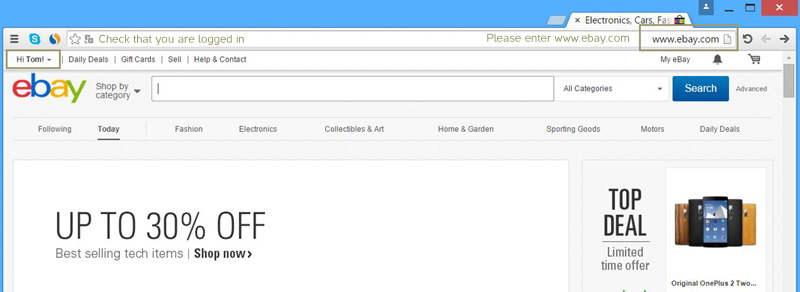 Electronics, Cars, Fas
Check that you are logged in
Please enter www.ebay.com
www.ebay.com
Hi Tom!
Daily Deals | Gift Cards | Sell | Help & Contact
My eBay
ebay
Shop by
category
All Categories
Search
Advanced
Following
Today
Fashion
Electronics
Collectibles & Art
Home & Garden
Sporting Goods
Motors
Daily Deals
UP TO 30% OFF
Best selling tech items | Shop now
TOP
DEAL
Limited
time offer
Original OnePlus 2 Two...